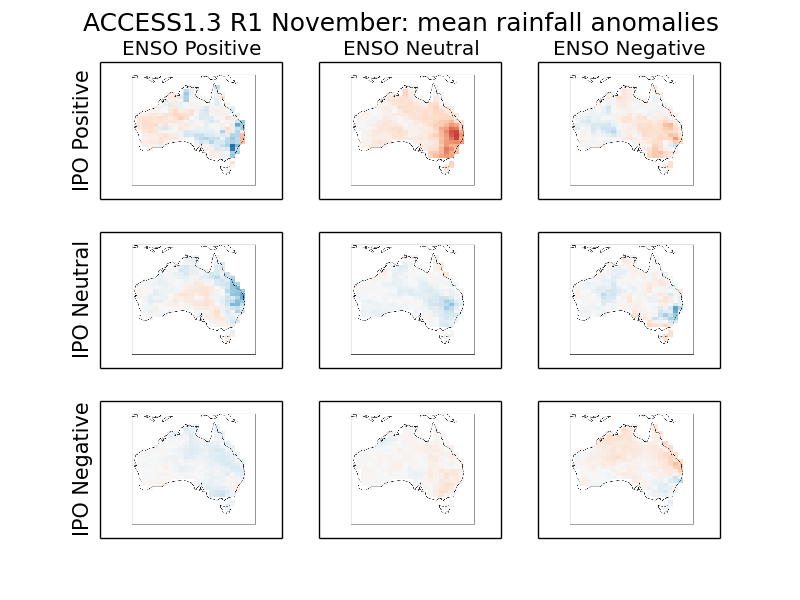 ACCESS1.3 R1 November: mean rainfall anomalies
ENSO Positive ENSO Neutral ENSO Negative
IPO Positive
IPO Neutral
IPO Negative